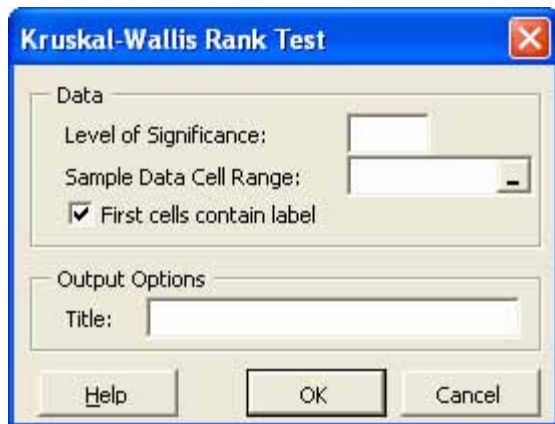 Kruskal-Wallis Rank Test
Data
Level of Significance:
Sample Data Cell Range:
First cells contain label
Output Options
Title:
Help OK Cancel